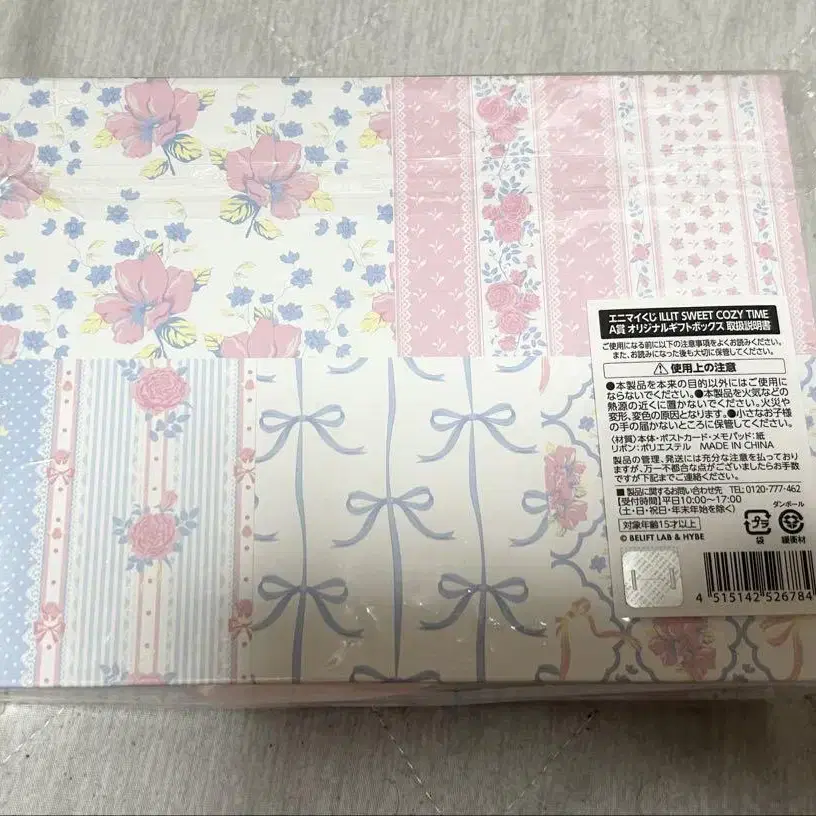 エニマイくじ ILLIT SWEET COZY TIME
A賞 オリジナルギフトボックス 取扱説明書
ご使用になる前に以下の注意事項をよくお読みください。
また、お読みになった後も大切に保管してください。
使用上の注意
●本製品を本来の目的以外にはご使用に
ならないでください。●本製品を火気などの
熱源の近くに置かないでください。火災や
変形、変色の原因となります。●小さなお子様
の手の届かないところに保管してください。
〈材質〉本体・ポストカード・メモパッド:紙
リボン:ポリエステル MADE IN CHINA
製品の管理、発送には充分な注意を払っており
ますが、万一不都合な点がございましたらお手数
ですが下記までご連絡ください。
■製品に関するお問い合わせ先 TEL:0120-777-462
【受付時間】平日10:00〜17:00
(土・日・祝日・年末年始を除く)
対象年齢15才以上
© BELIFT LAB & HYBE
プラ
袋
ダンボール
緩衝材
4 515142 526784